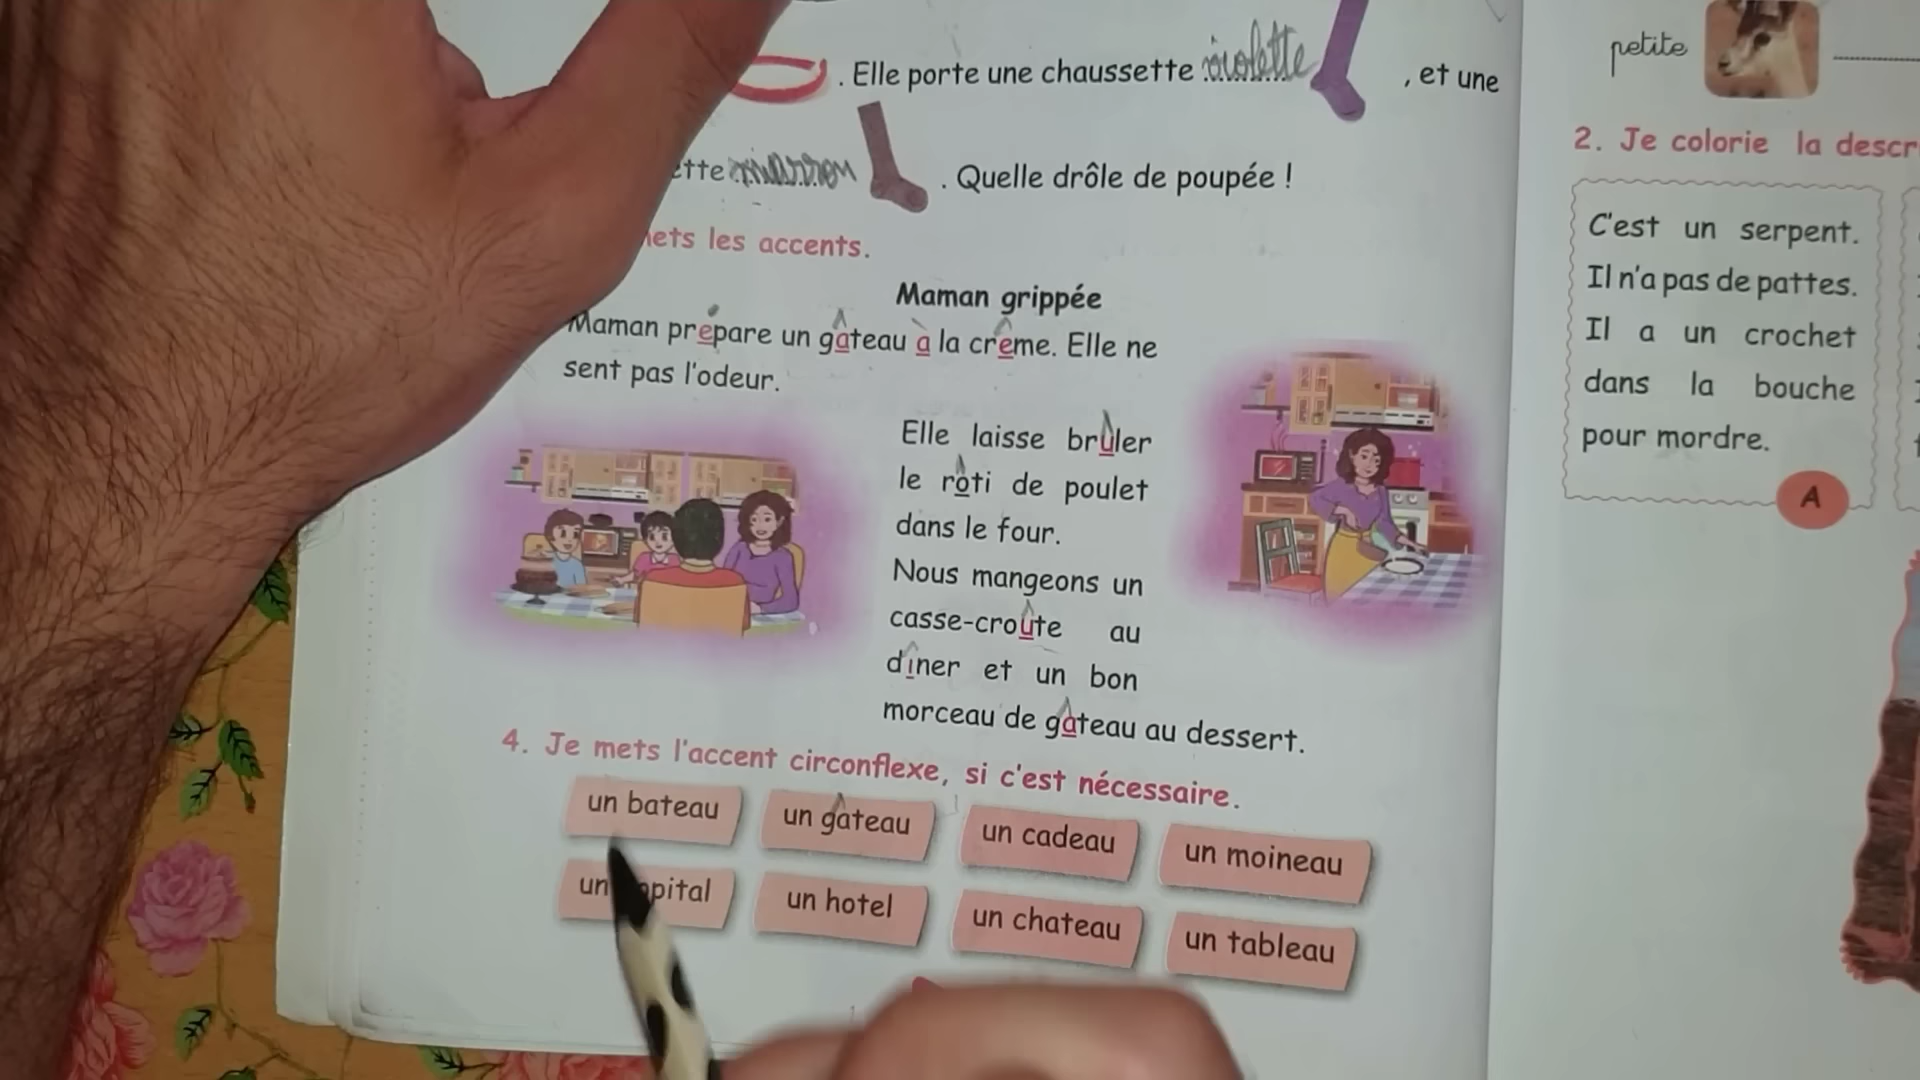 . Elle porte une chaussette violette , et une
ette marron . Quelle drôle de poupée !
mets les accents.
Maman grippée
Maman prépare un gâteau à la crême. Elle ne
sent pas l'odeur.
Elle laisse brûler
le rôti de poulet
dans le four.
Nous mangeons un
casse-croûte au
dîner et un bon
morceau de gâteau au dessert.
4. Je mets l'accent circonflexe, si c'est nécessaire.
un bateau un gâteau un cadeau un moineau
un pital un hotel un chateau un tableau
petite
2. Je colorie la descr
C'est un serpent.
Il n'a pas de pattes.
Il a un crochet
dans la bouche
pour mordre.
A